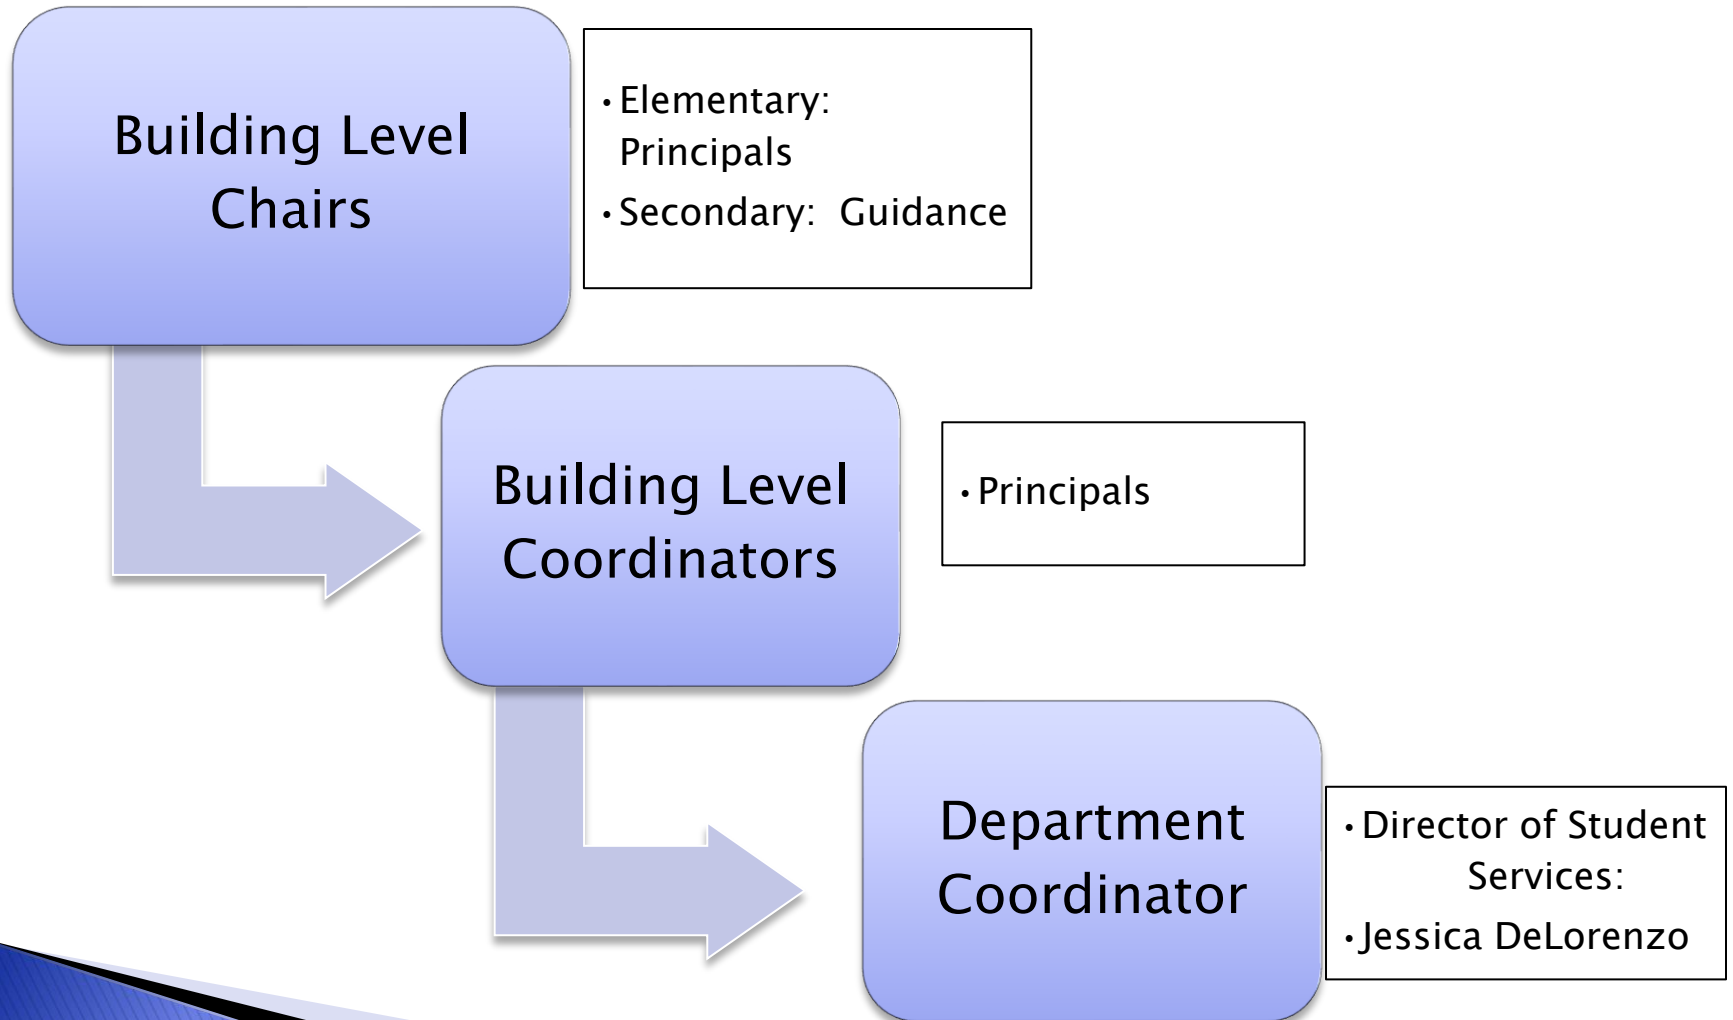 Building Level
Chairs
• Elementary:
Principals
• Secondary: Guidance
Building Level
Coordinators
• Principals
Department
Coordinator
• Director of Student
Services:
• Jessica DeLorenzo